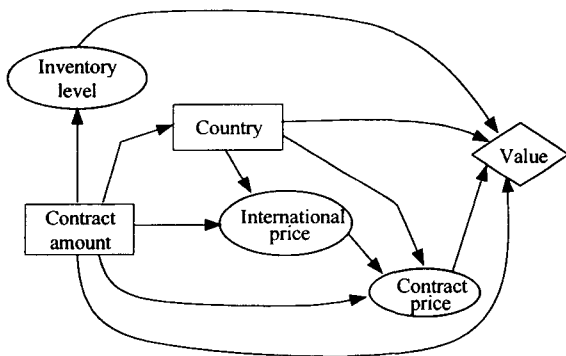 Inventory
level
Country
Value
Contract
amount
International
price
Contract
price